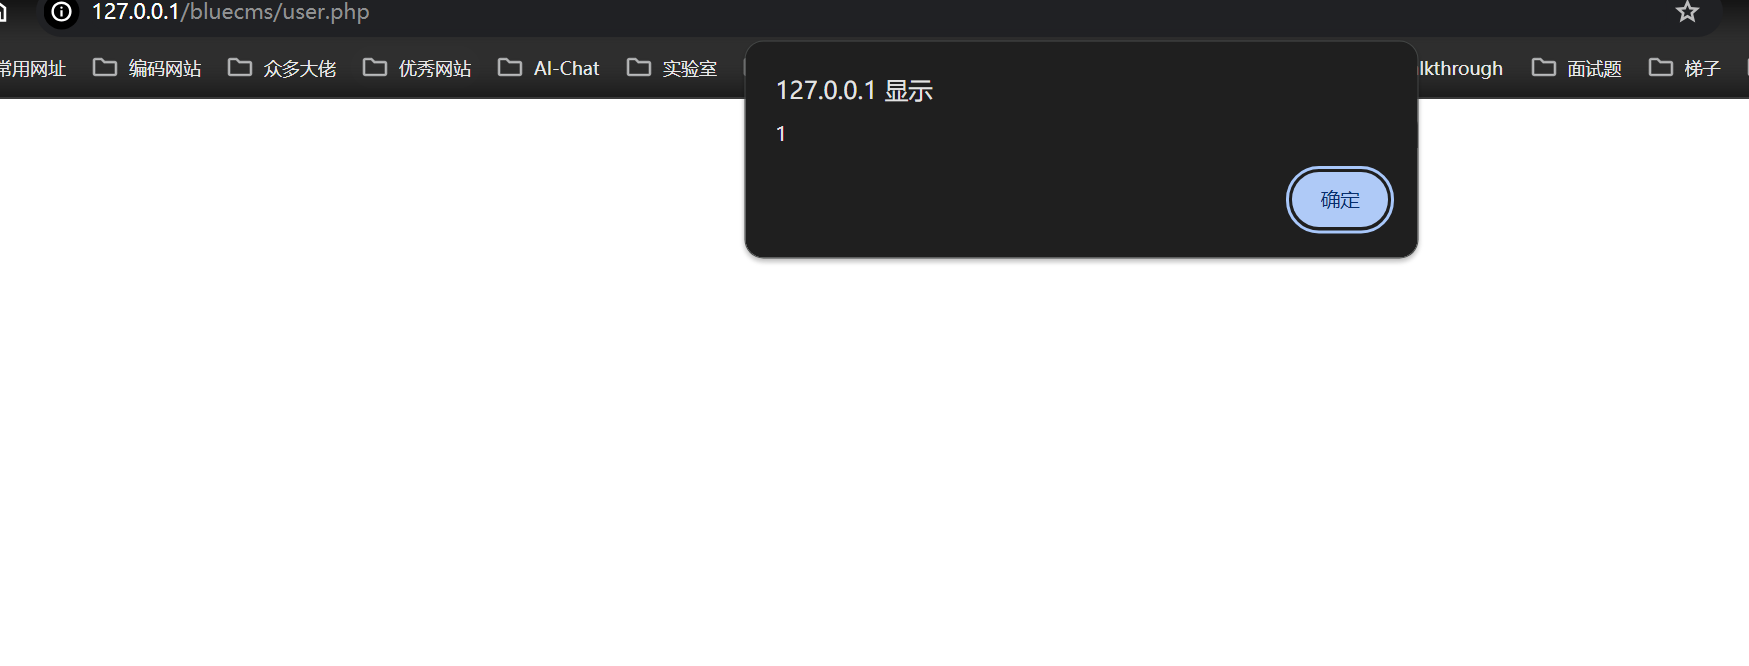 127.0.0.1/bluecms/user.php
常用网址 编码网站 众多大佬 优秀网站 AI-Chat 实验室 lkthrough 面试题 梯子
127.0.0.1 显示
1
确定